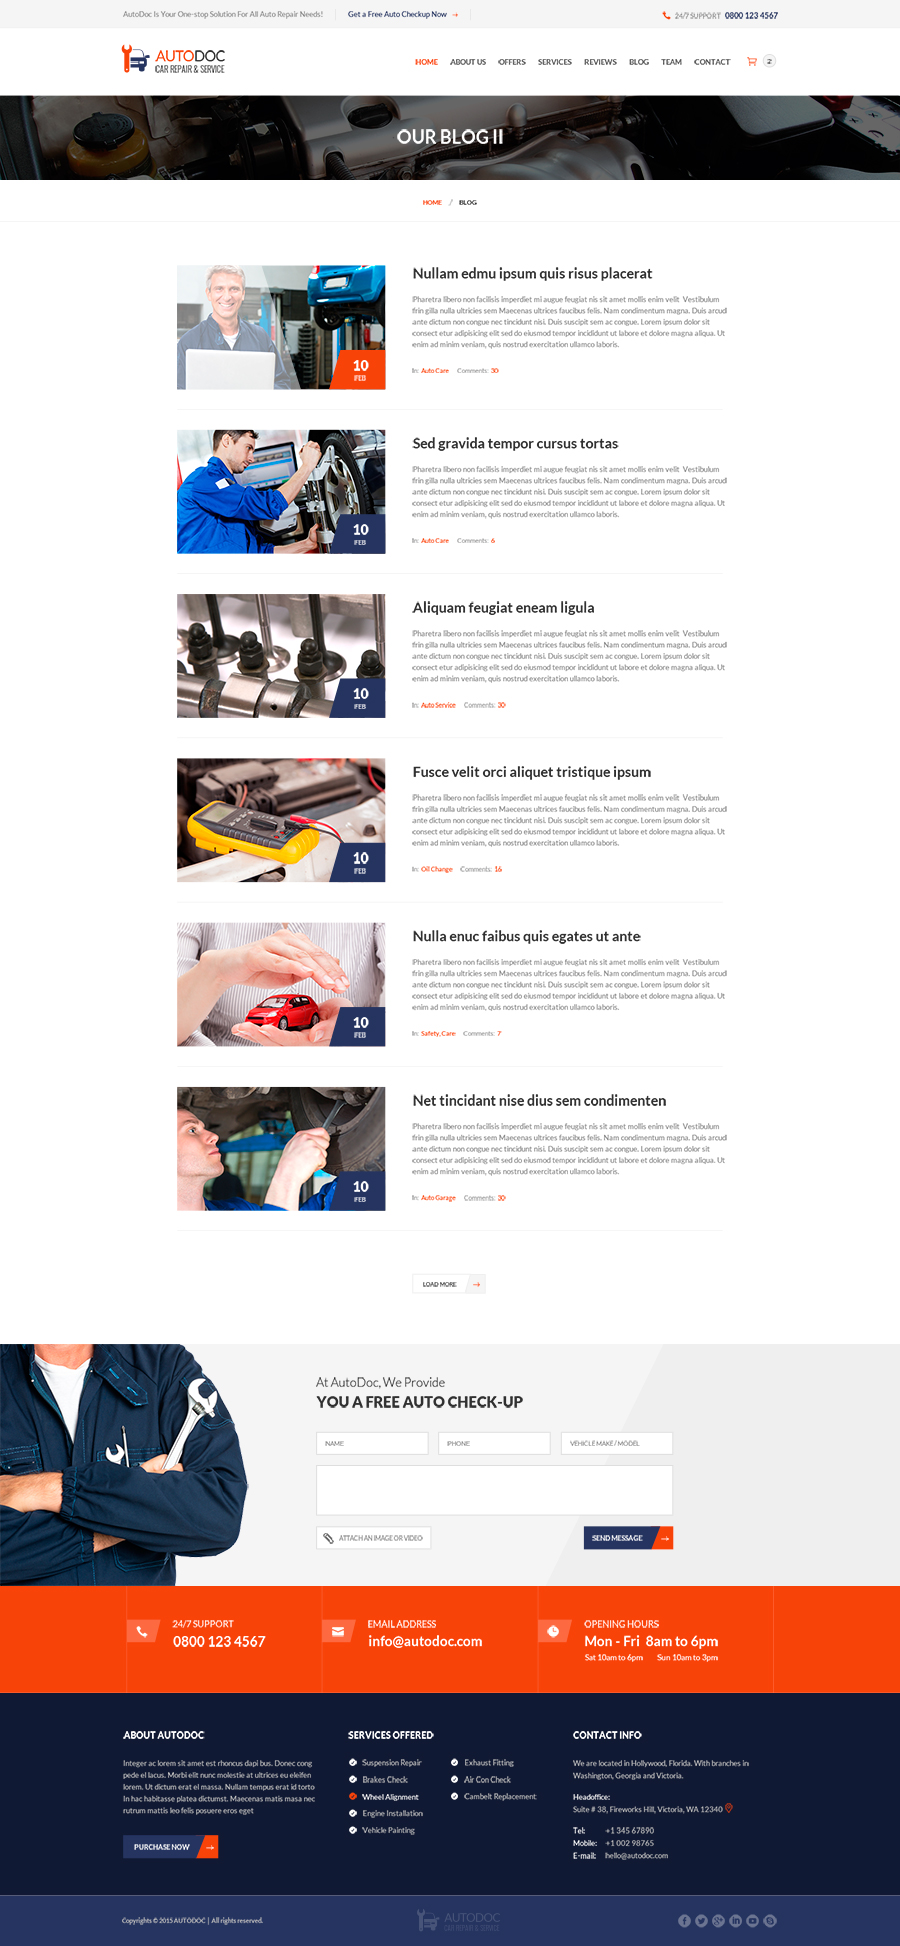 AutoDoc Is Your One-stop Solution For All Auto Repair Needs! Get a Free Auto Checkup Now → 24/7 SUPPORT 0800 123 4567
AUTODOC
CAR REPAIR & SERVICE
HOME ABOUT US OFFERS SERVICES REVIEWS BLOG TEAM CONTACT 2
OUR BLOG II
HOME / BLOG
Nullam edmu ipsum quis risus placerat
Pharetra libero non facilisis imperdiet mi augue feugiat nis sit amet mollis enim velit Vestibulum
frin gilla nulla ultricies sem Maecenas ultrices faucibus felis. Nam condimentum magna. Duis arcud
ante dictum non congue nec tincidunt nisi. Duis suscipit sem ac congue. Lorem ipsum dolor sit
consect etur adipisicing elit sed do eiusmod tempor incididunt ut labore et dolore magna aliqua. Ut
enim ad minim veniam, quis nostrud exercitation ullamco laboris.
10
FEB
In: Auto Care Comments: 30
Sed gravida tempor cursus tortas
Pharetra libero non facilisis imperdiet mi augue feugiat nis sit amet mollis enim velit Vestibulum
frin gilla nulla ultricies sem Maecenas ultrices faucibus felis. Nam condimentum magna. Duis arcud
ante dictum non congue nec tincidunt nisi. Duis suscipit sem ac congue. Lorem ipsum dolor sit
consect etur adipisicing elit sed do eiusmod tempor incididunt ut labore et dolore magna aliqua. Ut
enim ad minim veniam, quis nostrud exercitation ullamco laboris.
10
FEB
In: Auto Care Comments: 6
Aliquam feugiat eneam ligula
Pharetra libero non facilisis imperdiet mi augue feugiat nis sit amet mollis enim velit Vestibulum
frin gilla nulla ultricies sem Maecenas ultrices faucibus felis. Nam condimentum magna. Duis arcud
ante dictum non congue nec tincidunt nisi. Duis suscipit sem ac congue. Lorem ipsum dolor sit
consect etur adipisicing elit sed do eiusmod tempor incididunt ut labore et dolore magna aliqua. Ut
enim ad minim veniam, quis nostrud exercitation ullamco laboris.
10
FEB
In: Auto Service Comments: 30
Fusce velit orci aliquet tristique ipsum
Pharetra libero non facilisis imperdiet mi augue feugiat nis sit amet mollis enim velit Vestibulum
frin gilla nulla ultricies sem Maecenas ultrices faucibus felis. Nam condimentum magna. Duis arcud
ante dictum non congue nec tincidunt nisi. Duis suscipit sem ac congue. Lorem ipsum dolor sit
consect etur adipisicing elit sed do eiusmod tempor incididunt ut labore et dolore magna aliqua. Ut
enim ad minim veniam, quis nostrud exercitation ullamco laboris.
10
FEB
In: Oil Change Comments: 16
Nulla enuc faibus quis egates ut ante
Pharetra libero non facilisis imperdiet mi augue feugiat nis sit amet mollis enim velit Vestibulum
frin gilla nulla ultricies sem Maecenas ultrices faucibus felis. Nam condimentum magna. Duis arcud
ante dictum non congue nec tincidunt nisi. Duis suscipit sem ac congue. Lorem ipsum dolor sit
consect etur adipisicing elit sed do eiusmod tempor incididunt ut labore et dolore magna aliqua. Ut
enim ad minim veniam, quis nostrud exercitation ullamco laboris.
10
FEB
In: Safety, Care Comments: 7
Net tincidant nise dius sem condimenten
Pharetra libero non facilisis imperdiet mi augue feugiat nis sit amet mollis enim velit Vestibulum
frin gilla nulla ultricies sem Maecenas ultrices faucibus felis. Nam condimentum magna. Duis arcud
ante dictum non congue nec tincidunt nisi. Duis suscipit sem ac congue. Lorem ipsum dolor sit
consect etur adipisicing elit sed do eiusmod tempor incididunt ut labore et dolore magna aliqua. Ut
enim ad minim veniam, quis nostrud exercitation ullamco laboris.
10
FEB
In: Auto Garage Comments: 30
LOAD MORE →
At AutoDoc, We Provide
YOU A FREE AUTO CHECK-UP
NAME PHONE VEHICLE MAKE / MODEL
ATTACH AN IMAGE OR VIDEO SEND MESSAGE →
24/7 SUPPORT
0800 123 4567
EMAIL ADDRESS
info@autodoc.com
OPENING HOURS
Mon - Fri 8am to 6pm
Sat 10am to 6pm Sun 10am to 3pm
ABOUT AUTODOC
Integer ac lorem sit amet est rhoncus dapi bus. Donec cong
pede el lacus. Morbi elit nunc molestie at ultrices eu eleifen
lorem. Ut dictum erat el massa. Nullam tempus erat id torto
In hac habitasse platea dictumst. Maecenas matis masa nec
rutrum mattis leo felis posuere eros eget
PURCHASE NOW →
SERVICES OFFERED
Suspension Repair
Brakes Check
Wheel Alignment
Engine Installation
Vehicle Painting
Exhaust Fitting
Air Con Check
Cambelt Replacement
CONTACT INFO
We are located in Hollywood, Florida. With branches in
Washington, Georgia and Victoria.
Headoffice:
Suite # 38, Fireworks Hill, Victoria, WA 12340
Tel: +1 345 67890
Mobile: +1 002 98765
E-mail: hello@autodoc.com
Copyrights © 2015 AUTODOC | All rights reserved.
AUTODOC
CAR REPAIR & SERVICE